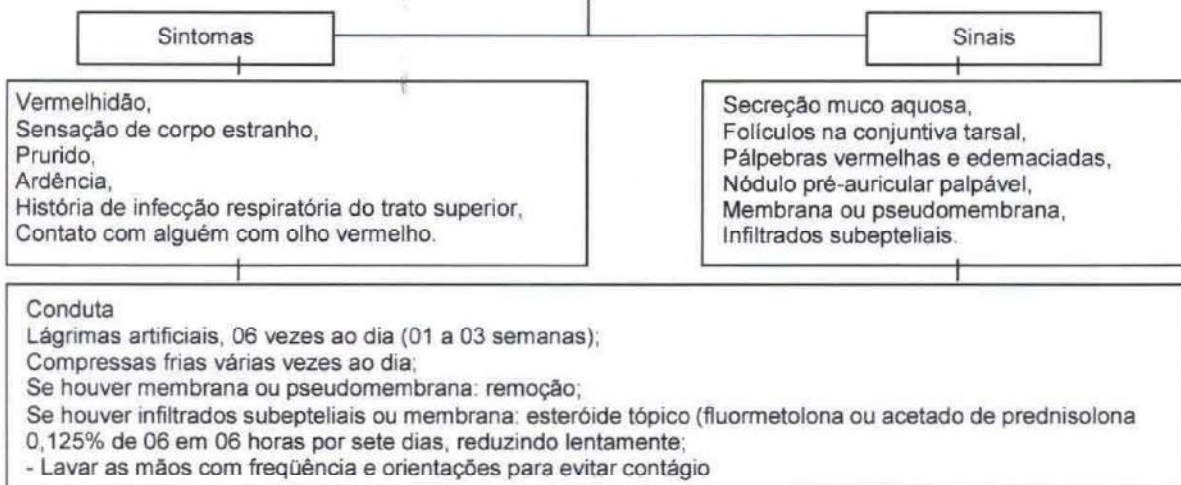 Sintomas
Sinais
Vermelhidão,
Sensação de corpo estranho,
Prurido,
Ardência,
História de infecção respiratória do trato superior,
Contato com alguém com olho vermelho.
Secreção muco aquosa,
Folículos na conjuntiva tarsal,
Pálpebras vermelhas e edemaciadas,
Nódulo pré-auricular palpável,
Membrana ou pseudomembrana,
Infiltrados subepteliais.
Conduta
Lágrimas artificiais, 06 vezes ao dia (01 a 03 semanas);
Compressas frias várias vezes ao dia;
Se houver membrana ou pseudomembrana: remoção;
Se houver infiltrados subepteliais ou membrana: esteróide tópico (fluormetolona ou acetado de prednisolona
0,125% de 06 em 06 horas por sete dias, reduzindo lentamente;
- Lavar as mãos com freqüência e orientações para evitar contágio